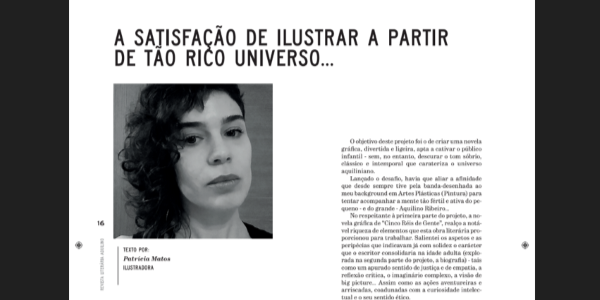 A SATISFAÇÃO DE ILUSTRAR A PARTIR
DE TÃO RICO UNIVERSO...
O objetivo deste projeto foi o de criar uma novela
gráfica, divertida e ligeira, apta a cativar o público
infantil - sem, no entanto, descurar o tom sóbrio,
clássico e intemporal que carateriza o universo
aquiliniano.
Lançado o desafio, havia que aliar a afinidade
que desde sempre tive pela banda-desenhada ao
meu background em Artes Plásticas (Pintura) para
tentar acompanhar a mente tão fértil e ativa do pe-
queno - e do grande - Aquilino Ribeiro...
No respeitante à primeira parte do projeto, a no-
vela gráfica de "Cinco Réis de Gente", realço a notá-
vel riqueza de elementos que esta obra literária pro-
porcionou para trabalhar. Salientei os aspetos e as
peripécias que indicavam já com solidez o carácter
que o escritor consolidaria na idade adulta (explo-
rada na segunda parte do projeto, a biografia) - tais
como um apurado sentido de justiça e de empatia, a
reflexão crítica, o imaginário complexo, a visão de
big picture... Assim como as ações aventureiras e
arriscadas, coadunadas com a curiosidade intelec-
tual e o seu sentido ético.
16
TEXTO POR:
Patrícia Matos
ILUSTRADORA